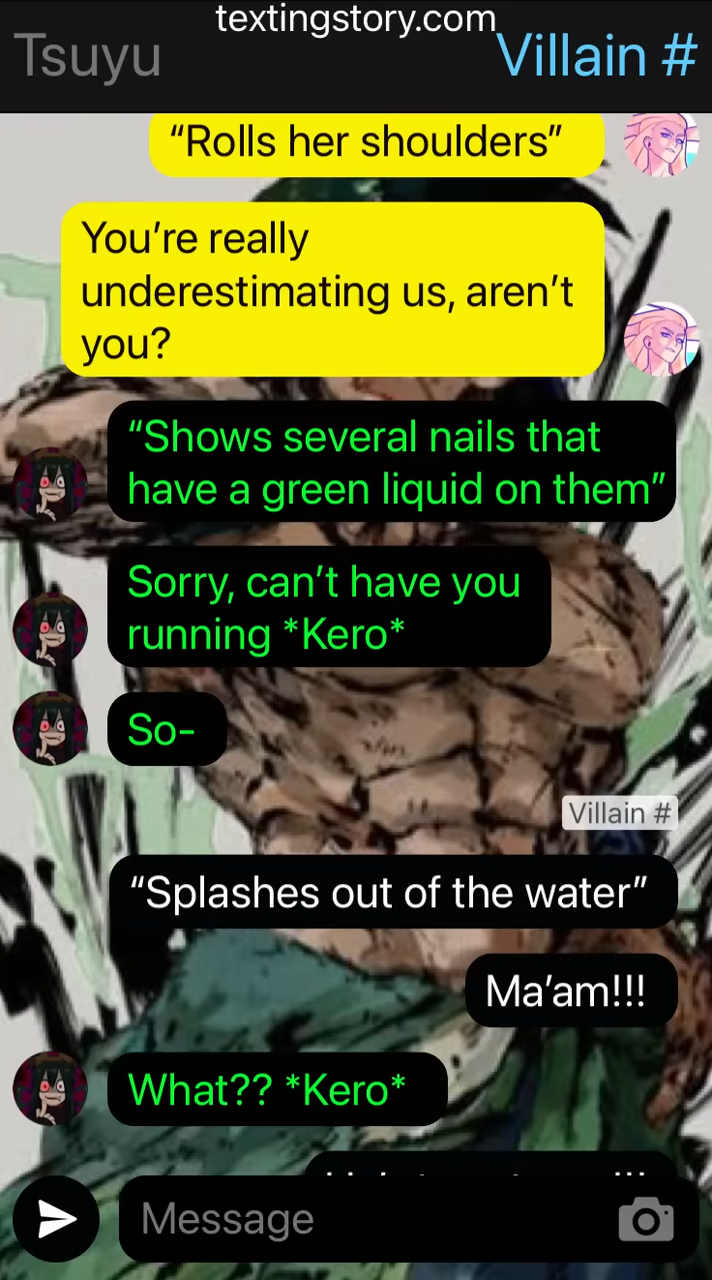 textingstory.com
Tsuyu
Villain #
“Rolls her shoulders”
You’re really
underestimating us, aren’t
you?
“Shows several nails that
have a green liquid on them”
Sorry, can’t have you
running *Kero*
So-
Villain #
“Splashes out of the water”
Ma’am!!!
What?? *Kero*
Message